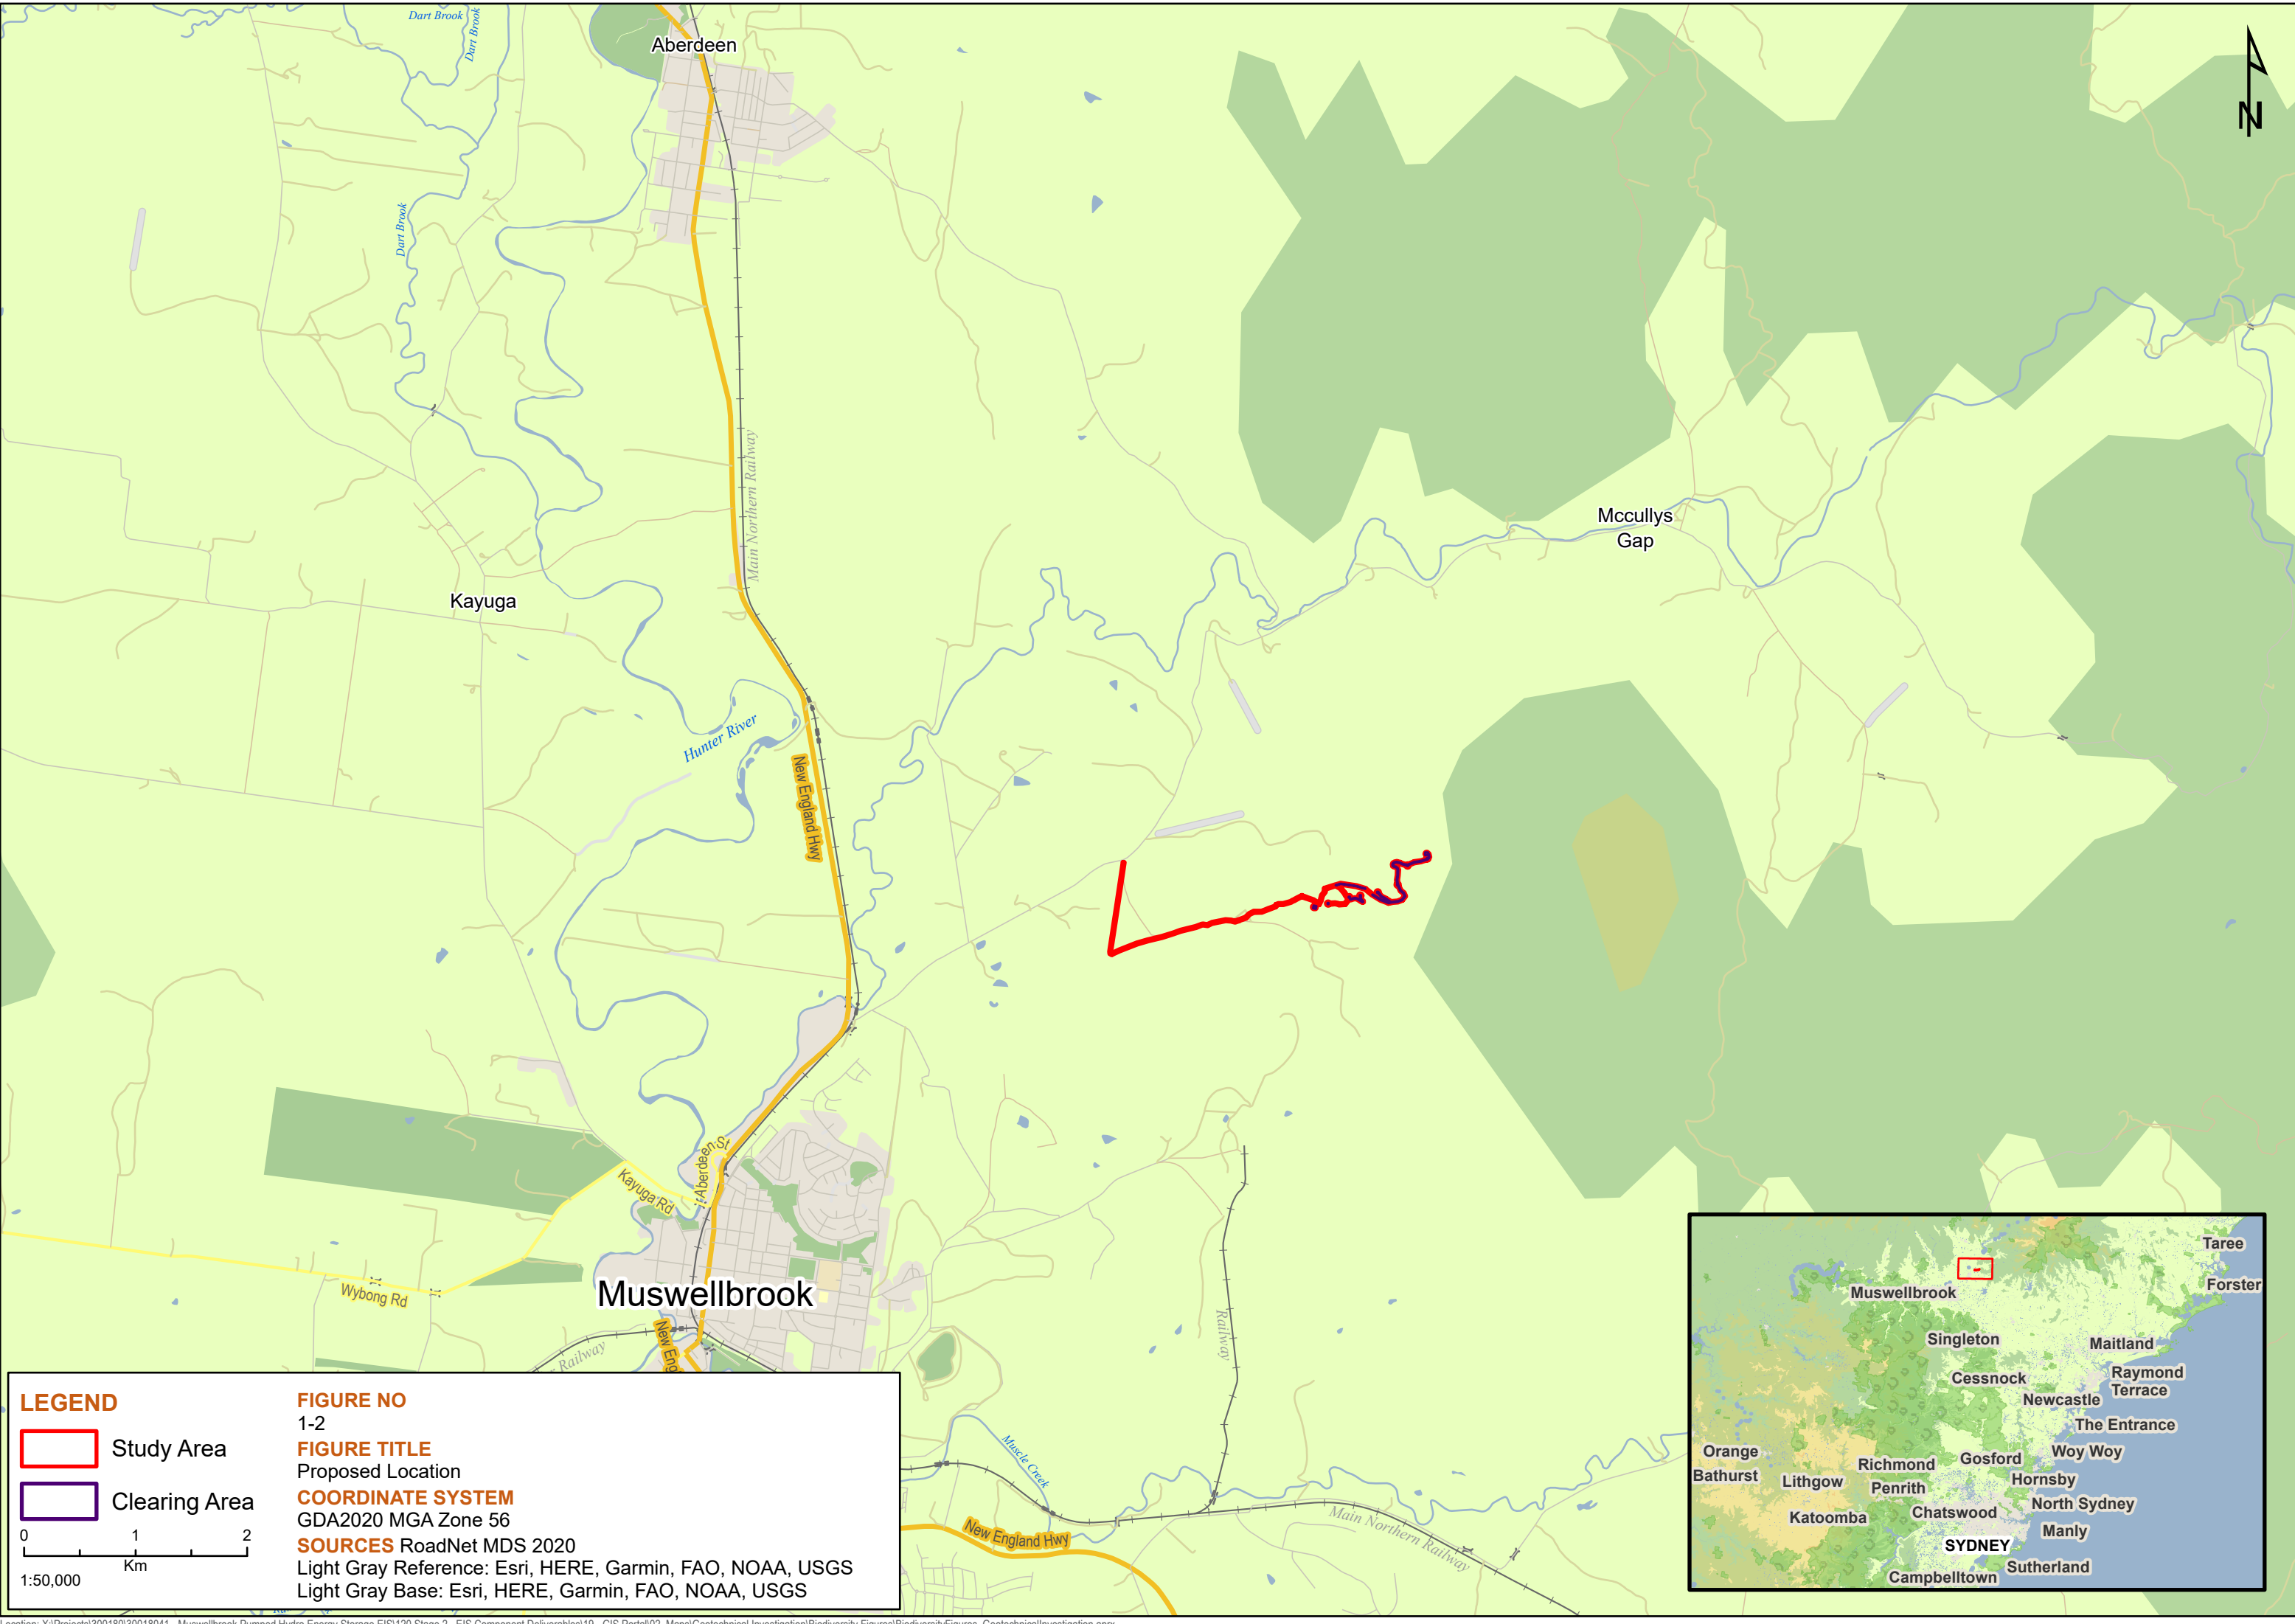 Dart Brook
Dart Brook
Aberdeen
N
Dart Brook
Main Northern Railway
Mccullys
Gap
Kayuga
Hunter River
New England Hwy
Aberdeen St
Kayuga Rd
Muswellbrook
Wybong Rd
New Eng
Railway
Railway
Muscle Creek
New England Hwy
Main Northern Railway
LEGEND
Study Area
Clearing Area
0 1 2
Km
1:50,000
FIGURE NO
1-2
FIGURE TITLE
Proposed Location
COORDINATE SYSTEM
GDA2020 MGA Zone 56
SOURCES RoadNet MDS 2020
Light Gray Reference: Esri, HERE, Garmin, FAO, NOAA, USGS
Light Gray Base: Esri, HERE, Garmin, FAO, NOAA, USGS
Taree
Forster
Muswellbrook
Singleton
Maitland
Cessnock
Raymond
Terrace
Newcastle
The Entrance
Orange
Woy Woy
Gosford
Richmond
Bathurst
Lithgow
Hornsby
Penrith
North Sydney
Katoomba
Chatswood
Manly
SYDNEY
Sutherland
Campbelltown